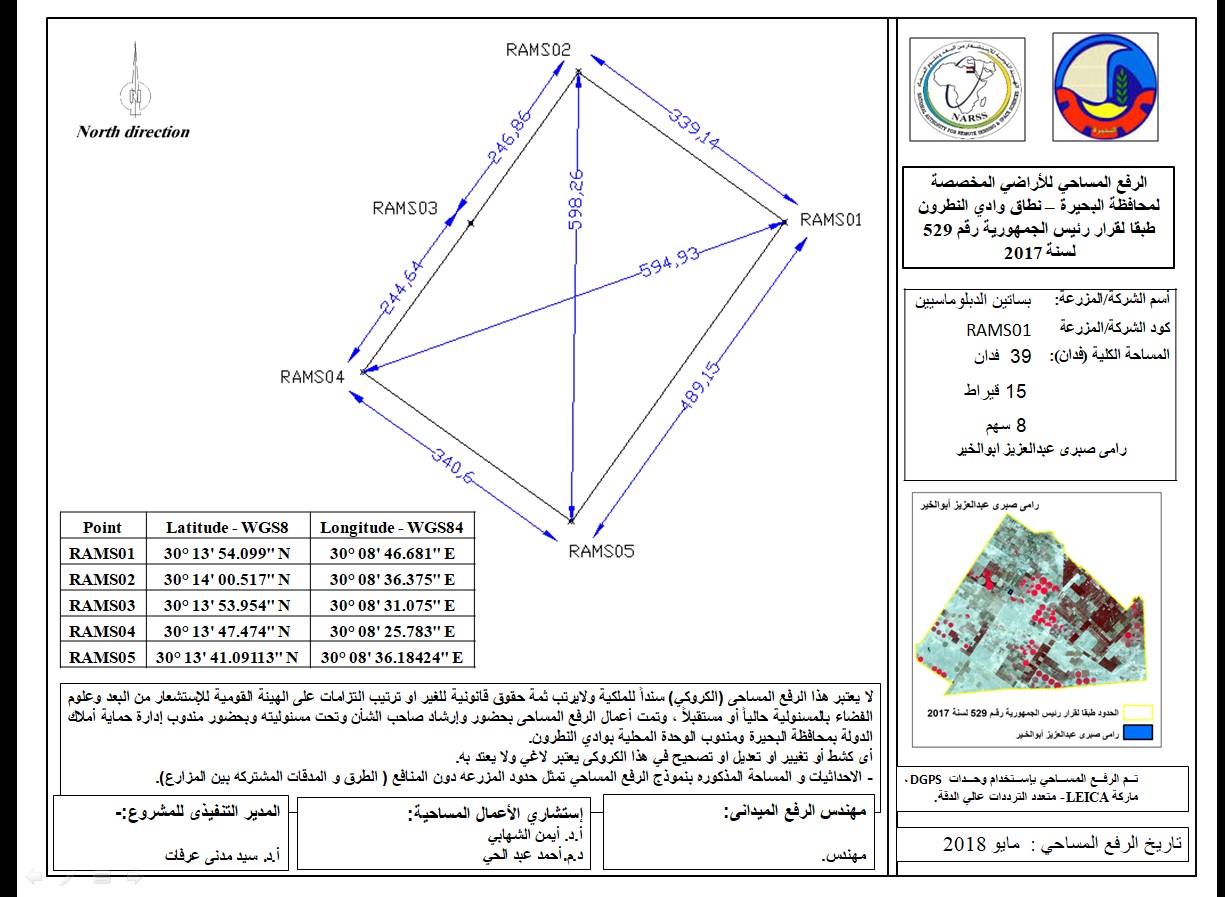 North direction
N
RAMS02
339,14
246,86
598,26
RAMS03
RAMS01
594,93
244,64
RAMS04
489,15
340,6
RAMS05
Point Latitude - WGS8 Longitude - WGS84
RAMS01 30° 13' 54.099" N 30° 08' 46.681" E
RAMS02 30° 14' 00.517" N 30° 08' 36.375" E
RAMS03 30° 13' 53.954" N 30° 08' 31.075" E
RAMS04 30° 13' 47.474" N 30° 08' 25.783" E
RAMS05 30° 13' 41.09113" N 30° 08' 36.18424" E
لا يعتبر هذا الرفع المساحى (الكروكي) سنداً للملكية ولايرتب ثمة حقوق قانونية للغير او ترتيب التزامات على الهيئة القومية للإستشعار من البعد وعلوم
الفضاء بالمسئولية حالياً أو مستقبلاً ، وتمت أعمال الرفع المساحى بحضور وإرشاد صاحب الشأن وتحت مسئوليته وبحضور مندوب إدارة حماية أملاك
الدولة بمحافظة البحيرة ومندوب الوحدة المحلية بوادي النطرون.
أى كشط أو تغيير او تعديل او تصحيح في هذا الكروكى يعتبر لاغي ولا يعتد به.
- الاحداثيات و المساحة المذكوره بنموذج الرفع المساحي تمثل حدود المزرعه دون المنافع ( الطرق و المدقات المشتركه بين المزارع).
مهندس الرفع الميدانى:
مهندس.
إستشاري الأعمال المساحية:
أ.د. أيمن الشهابي
د.م.أحمد عبد الحي
المدير التنفيذى للمشروع:-
أ.د. سيد مدنى عرفات
NARSS
NATIONAL AUTHORITY FOR REMOTE SENSING & SPACE SCIENCES
البحيرة
الرفع المساحي للأراضي المخصصة
لمحافظة البحيرة – نطاق وادي النطرون
طبقا لقرار رئيس الجمهورية رقم 529
لسنة 2017
أسم الشركة/المزرعة: بساتين الدبلوماسيين
كود الشركة/المزرعة RAMS01
المساحة الكلية (فدان): 39 فدان
15 قيراط
8 سهم
رامى صبرى عبدالعزيز ابوالخير
رامى صبرى عبدالعزيز أبوالخير
الحدود طبقا لقرار رئيس الجمهورية رقم 529 لسنة 2017
رامى صبرى عبدالعزيز أبوالخير
تـم الرفـع المسـاحي بإستـخدام وحـدات DGPS،
ماركة LEICA- متعدد الترددات عالي الدقة.
تاريخ الرفع المساحي : مايو 2018